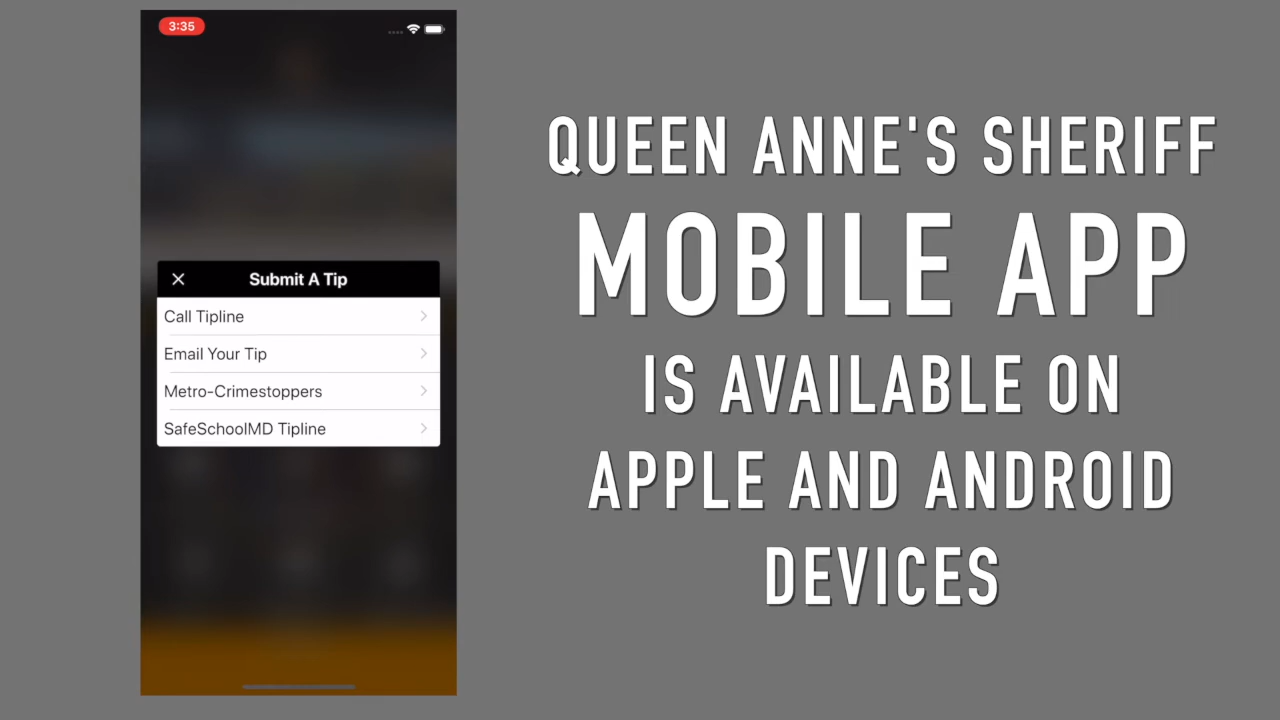 3:35
Submit A Tip
Call Tipline
Email Your Tip
Metro-Crimestoppers
SafeSchoolMD Tipline
QUEEN ANNE'S SHERIFF
MOBILE APP
IS AVAILABLE ON
APPLE AND ANDROID
DEVICES